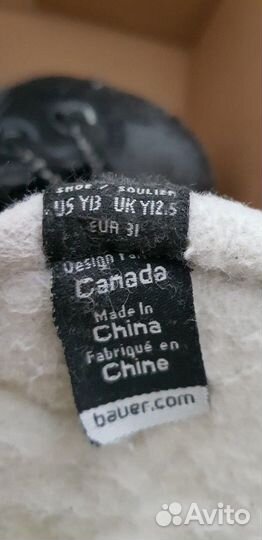 SHOE / SOULIER
US Y13 UK Y12.5
EUR 31
Design
Canada
Made in
China
Fabriqué en
Chine
bauer.com
Avito